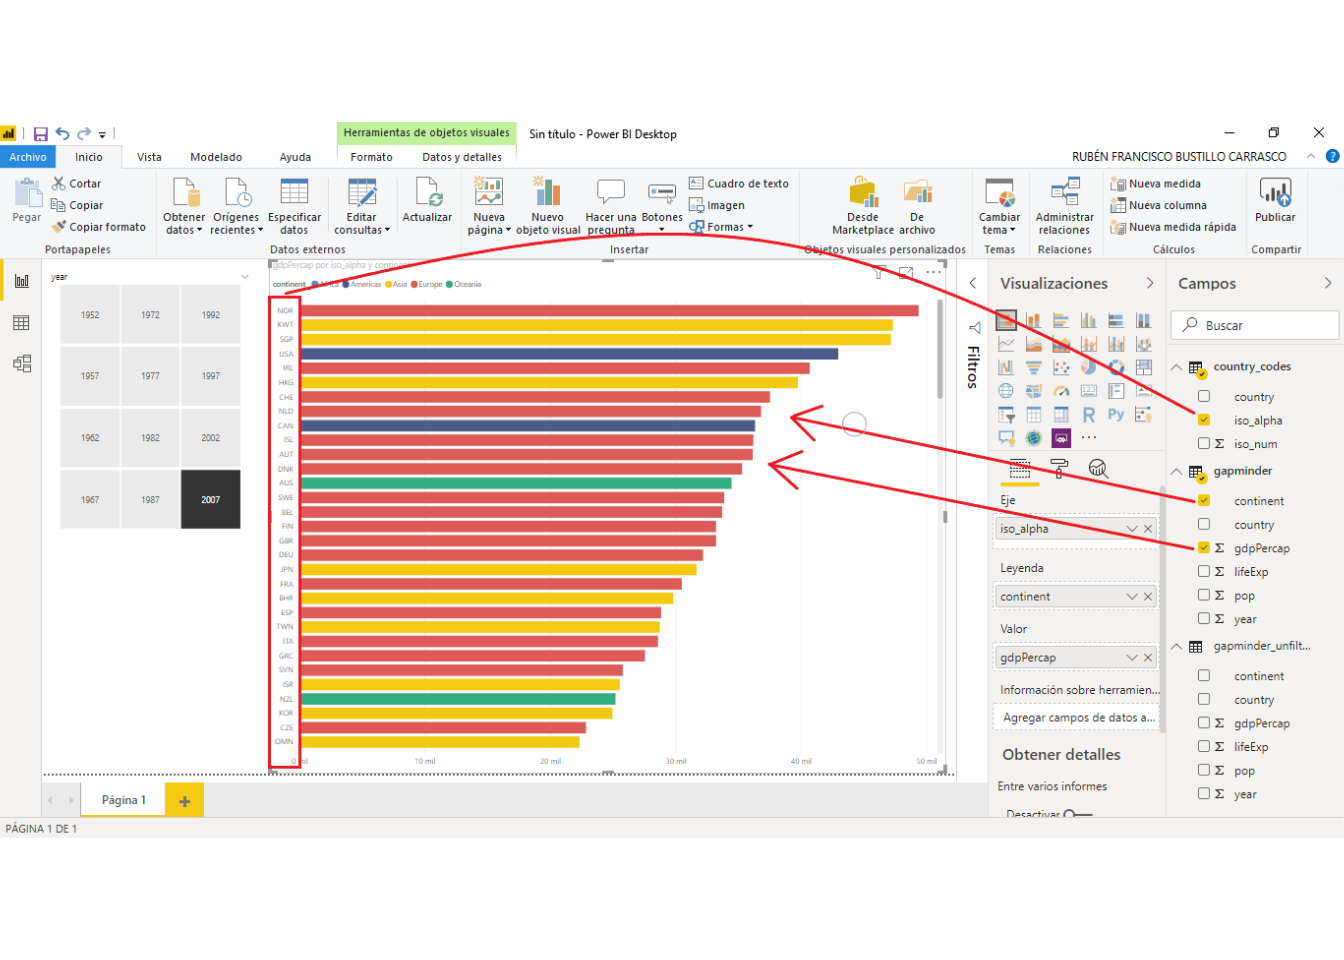 Herramientas de objetos visuales
Sin título - Power BI Desktop
Archivo
Inicio
Vista
Modelado
Ayuda
Formato
Datos y detalles
RUBÉN FRANCISCO BUSTILLO CARRASCO
Pegar
Cortar
Copiar
Copiar formato
Portapapeles
Obtener datos
Orígenes recientes
Especificar datos
Editar consultas
Actualizar
Datos externos
Nueva página
Nuevo objeto visual
Hacer una pregunta
Botones
Cuadro de texto
Imagen
Formas
Insertar
Desde Marketplace
De archivo
Objetos visuales personalizados
Cambiar tema
Temas
Administrar relaciones
Relaciones
Nueva medida
Nueva columna
Nueva medida rápida
Cálculos
Publicar
Compartir
year
1952
1972
1992
1957
1977
1997
1962
1982
2002
1967
1987
2007
gdpPercap por iso_alpha y continent
continent Africa Americas Asia Europe Oceania
NOR
KWT
SGP
USA
IRL
HKG
CHE
NLD
CAN
ISL
AUT
DNK
AUS
SWE
BEL
FIN
GBR
DEU
JPN
FRA
BHR
ESP
TWN
ITA
GRC
SVN
ISR
NZL
KOR
CZE
OMN
0 mil
10 mil
20 mil
30 mil
40 mil
50 mil
Filtros
Visualizaciones
R
Py
Eje
iso_alpha
Leyenda
continent
Valor
gdpPercap
Información sobre herramien...
Agregar campos de datos a...
Obtener detalles
Entre varios informes
Desactivar
Campos
Buscar
country_codes
country
iso_alpha
Σ iso_num
gapminder
continent
country
Σ gdpPercap
Σ lifeExp
Σ pop
Σ year
gapminder_unfilt...
continent
country
Σ gdpPercap
Σ lifeExp
Σ pop
Σ year
Página 1
PÁGINA 1 DE 1